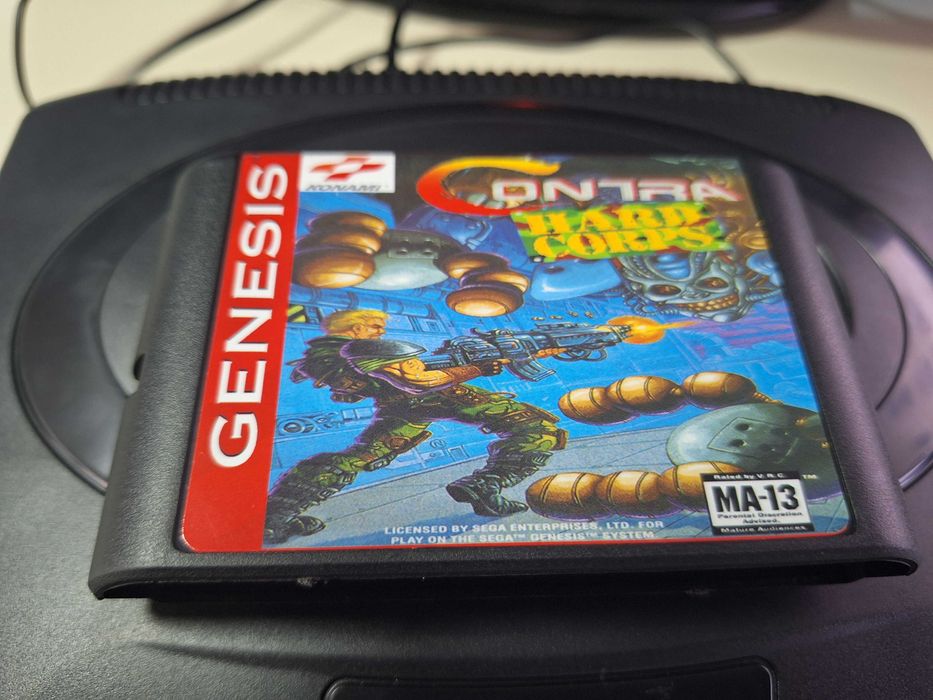 GENESIS
KONAMI
CONTRA
HARD
CORPS
LICENSED BY SEGA ENTERPRISES, LTD. FOR
PLAY ON THE SEGA™ GENESIS™ SYSTEM.
Rated by V.R.C. ™
MA-13
Parental Discretion
Advised.
Mature Audiences